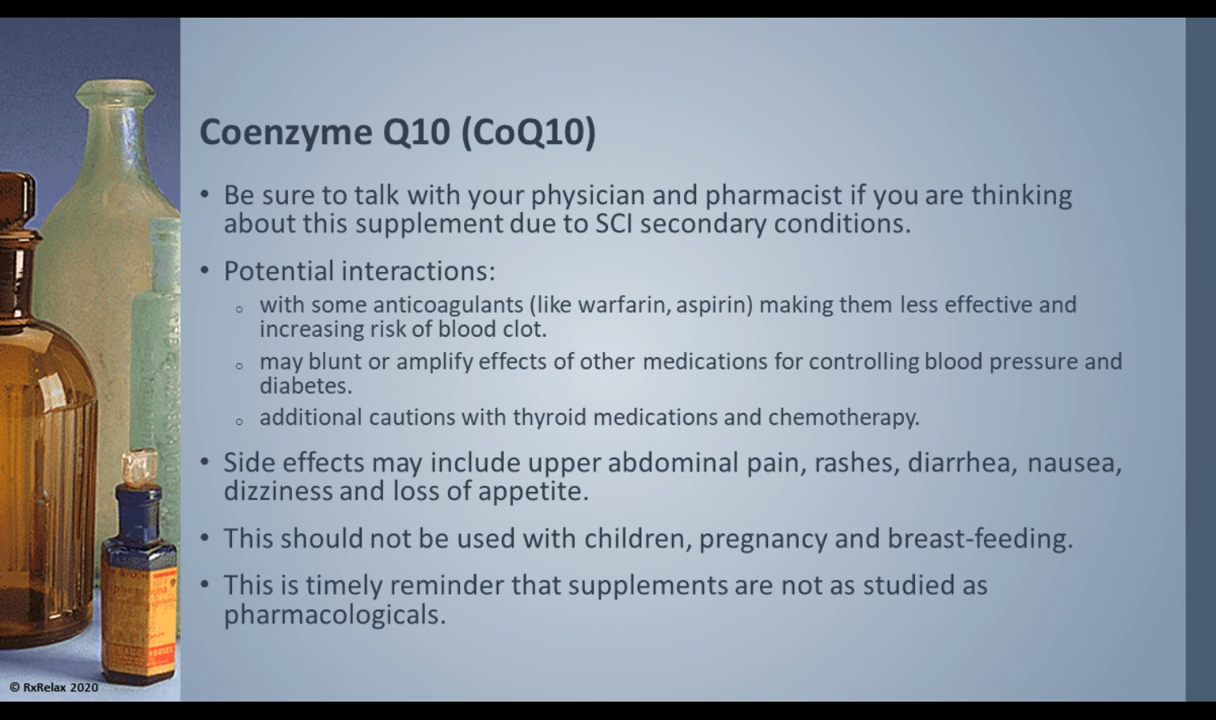 Coenzyme Q10 (CoQ10)
• Be sure to talk with your physician and pharmacist if you are thinking
about this supplement due to SCI secondary conditions.
• Potential interactions:
○ with some anticoagulants (like warfarin, aspirin) making them less effective and
increasing risk of blood clot.
○ may blunt or amplify effects of other medications for controlling blood pressure and
diabetes.
○ additional cautions with thyroid medications and chemotherapy.
• Side effects may include upper abdominal pain, rashes, diarrhea, nausea,
dizziness and loss of appetite.
• This should not be used with children, pregnancy and breast-feeding.
• This is timely reminder that supplements are not as studied as
pharmacologicals.
© RxRelax 2020